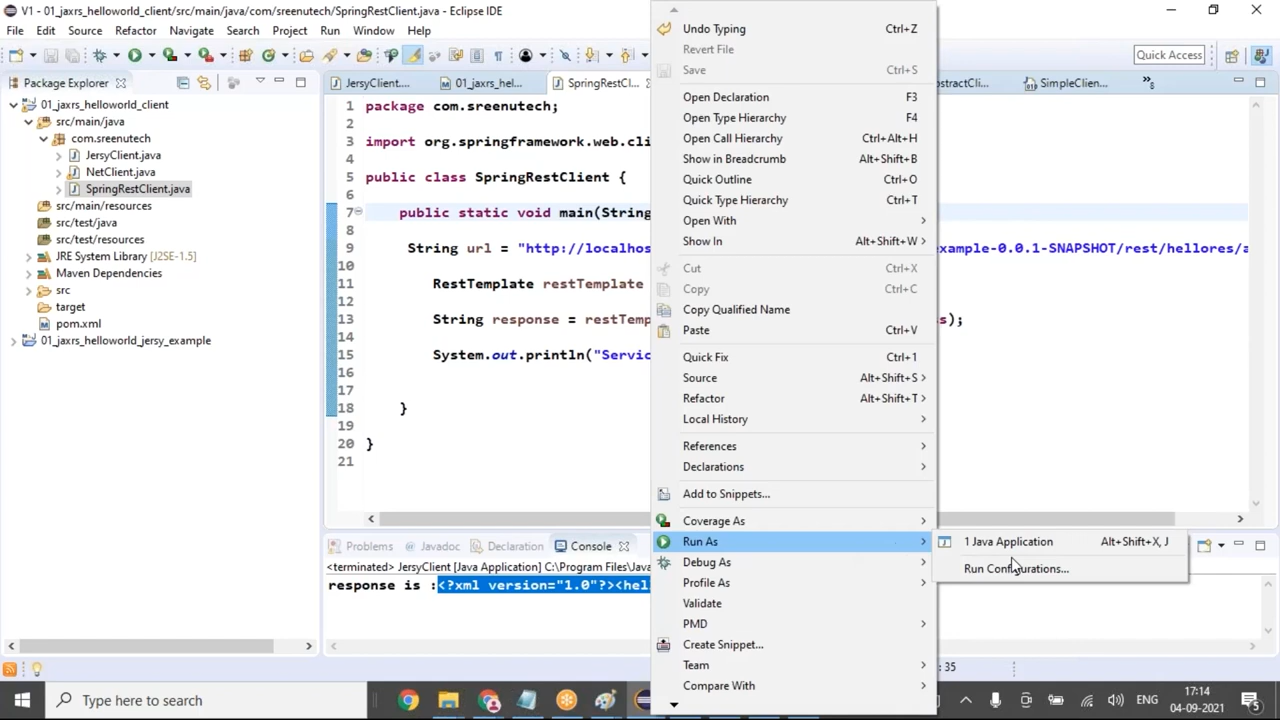 V1 - 01_jaxrs_helloworld_client/src/main/java/com/sreenutech/SpringRestClient.java - Eclipse IDE
File Edit Source Refactor Navigate Search Project Run Window Help
Quick Access
Package Explorer
01_jaxrs_helloworld_client
src/main/java
com.sreenutech
JersyClient.java
NetClient.java
SpringRestClient.java
src/main/resources
src/test/java
src/test/resources
JRE System Library [J2SE-1.5]
Maven Dependencies
src
target
pom.xml
01_jaxrs_helloworld_jersy_example
JersyClient.... 01_jaxrs_hel... SpringRestCl... SimpleClien... 8
1 package com.sreenutech;
2
3 import org.springframework.web.cli
4
5 public class SpringRestClient {
6
7 public static void main(String
8
9 String url = "http://localhos xample-0.0.1-SNAPSHOT/rest/hellores/a
10
11 RestTemplate restTemplate
12
13 String response = restTemp s);
14
15 System.out.println("Servic
16
17
18 }
19
20 }
21
Undo Typing Ctrl+Z
Revert File
Save Ctrl+S
Open Declaration F3
Open Type Hierarchy F4
Open Call Hierarchy Ctrl+Alt+H
Show in Breadcrumb Alt+Shift+B
Quick Outline Ctrl+O
Quick Type Hierarchy Ctrl+T
Open With
Show In Alt+Shift+W
Cut Ctrl+X
Copy Ctrl+C
Copy Qualified Name
Paste Ctrl+V
Quick Fix Ctrl+1
Source Alt+Shift+S
Refactor Alt+Shift+T
Local History
References
Declarations
Add to Snippets...
Coverage As
Run As
Debug As
Profile As
Validate
PMD
Create Snippet...
Team
Compare With
1 Java Application Alt+Shift+X, J
Run Configurations...
Problems Javadoc Declaration Console
<terminated> JersyClient [Java Application] C:\Program Files\Java
response is :<?xml version="1.0"?><hell
: 35
Type here to search
ENG
17:14
04-09-2021
5